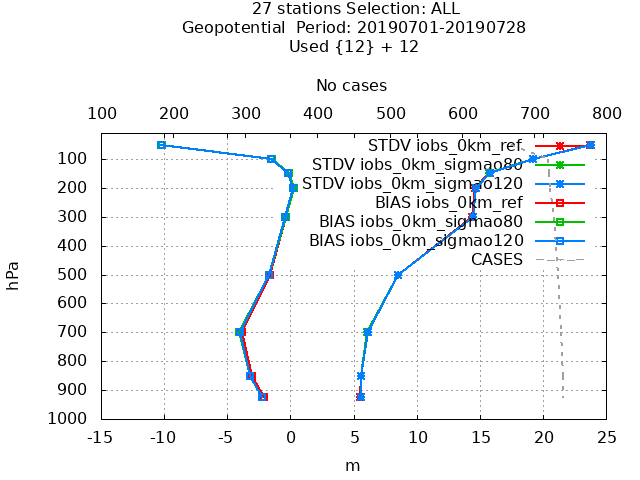 27 stations Selection: ALL
Geopotential  Period: 20190701-20190728
Used {12} + 12
No cases
100 200 300 400 500 600 700 800
STDV iobs_0km_ref
STDV iobs_0km_sigmao80
STDV iobs_0km_sigmao120
BIAS iobs_0km_ref
BIAS iobs_0km_sigmao80
BIAS iobs_0km_sigmao120
CASES
hPa
100
200
300
400
500
600
700
800
900
1000
-15 -10 -5 0 5 10 15 20 25
m